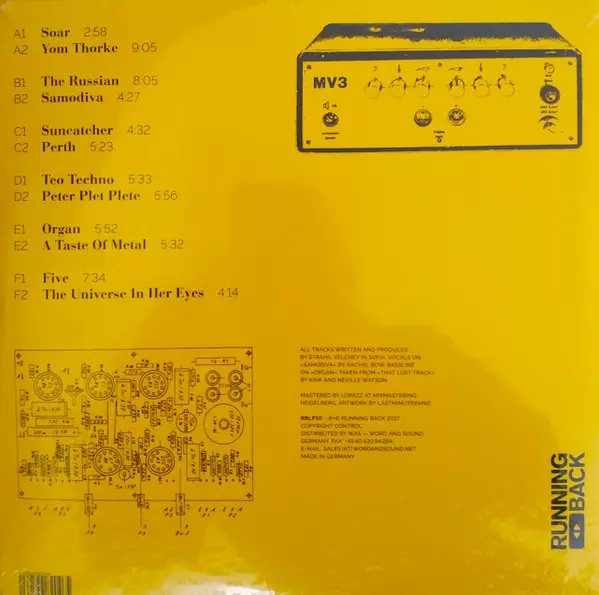 A1 Soar 2:58
A2 Yom Thorke 9:05
B1 The Russian 8:05
B2 Samodiva 4:27
C1 Suncatcher 4:32
C2 Perth 5:23
D1 Teo Techno 5:33
D2 Peter Plet Plete 5:56
E1 Organ 5:52
E2 A Taste Of Metal 5:32
F1 Five 7:34
F2 The Universe In Her Eyes 4:14
MV3
ALL TRACKS WRITTEN AND PRODUCED
BY STRAHIL VELCHEV IN SOFIA. VOCALS ON
»SAMODIVA« BY RACHEL ROW. BASSLINE
ON »ORGAN« TAKEN FROM »THAT LOST TRACK«
BY KINK AND NEVILLE WATSON.
MASTERED BY LOPAZZ AT MIXMASTERING
HEIDELBERG, ARTWORK BY LASTMINUTEPANIC
RBLP10 – ℗+© RUNNING BACK 2017
COPYRIGHT CONTROL
DISTRIBUTED BY WAS — WORD AND SOUND,
GERMANY, FAX
E-MAIL: SALES(AT)WORDANDSOUND.NET
MADE IN GERMANY
RUNNING
BACK